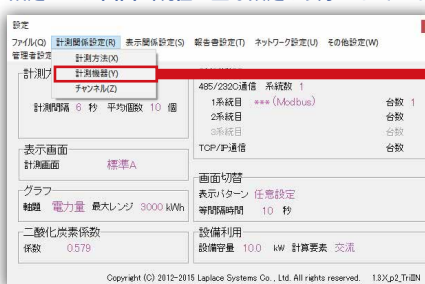 設定
ファイル(Q) 計測関係設定(R) 表示関係設定(S) 報告書設定(T) ネットワーク設定(U) その他設定(W)
管理者設定
計測方法(X)
計測機器(Y)
チャンネル(Z)
計測方
計測間隔 6 秒 平均個数 10 個
485/232C通信 系統数 1
1系統目 *** (Modbus) 台数 1
2系統目 台数
3系統目 台数
TCP/IP通信 台数
表示画面
計測画面 標準A
画面切替
表示パターン 任意設定
等間隔時間 10 秒
グラフ
軸題 電力量 最大レンジ 3000 kWh
二酸化炭素係数
係数 0.579
設備利用
設備容量 10.0 kW 計算要素 交流
Copyright (C) 2012-2015 Laplace Systems Co., Ltd. All rights reserved. 1.3.X_p2_TriⅢN